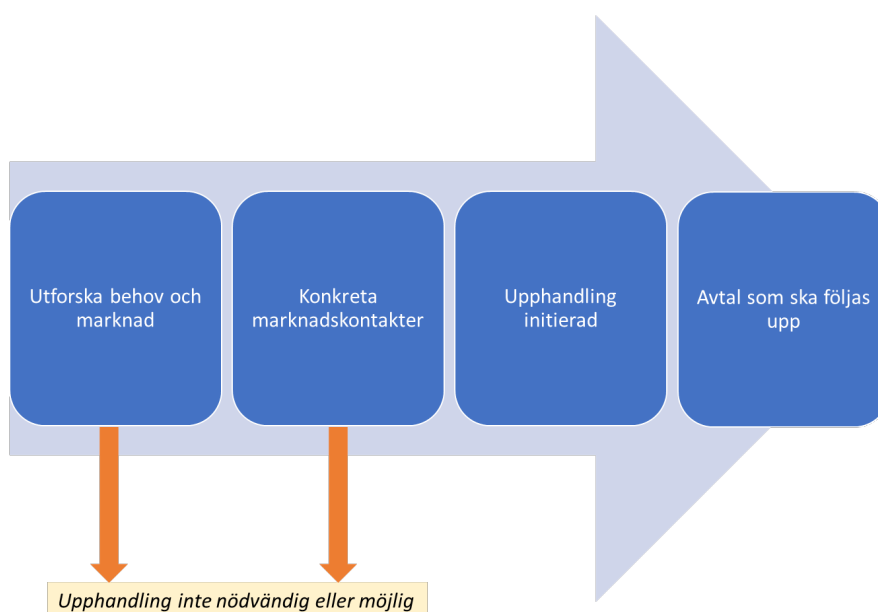 Utforska behov och
marknad
Konkreta
marknadskontakter
Upphandling
initierad
Avtal som ska följas
upp
Upphandling inte nödvändig eller möjlig